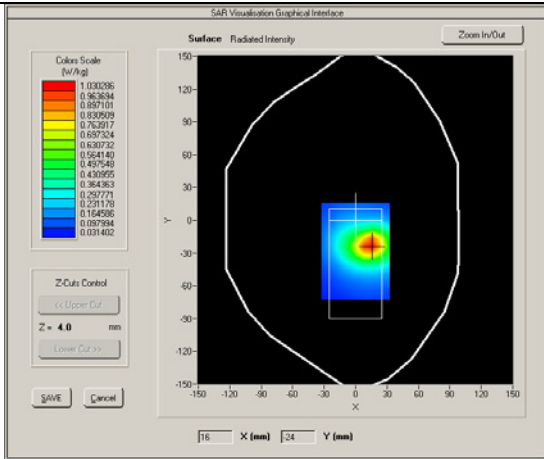 SAR Visualisation Graphical Interface
Surface Radiated Intensity
Zoom In/Out
Colors Scale
(W/kg)
1.030286
0.963694
0.897101
0.830509
0.763917
0.697324
0.630732
0.564140
0.497548
0.430955
0.364363
0.297771
0.231178
0.164586
0.097994
0.031402
Z-Cuts Control
<< Upper Cut
Z = 4.0 mm
Lower Cut >>
SAVE
Cancel
150
120
90
60
30
0
-30
-60
-90
-120
-150
Y
-150 -120 -90 -60 -30 0 30 60 90 120 150
X
16 X (mm) -24 Y (mm)